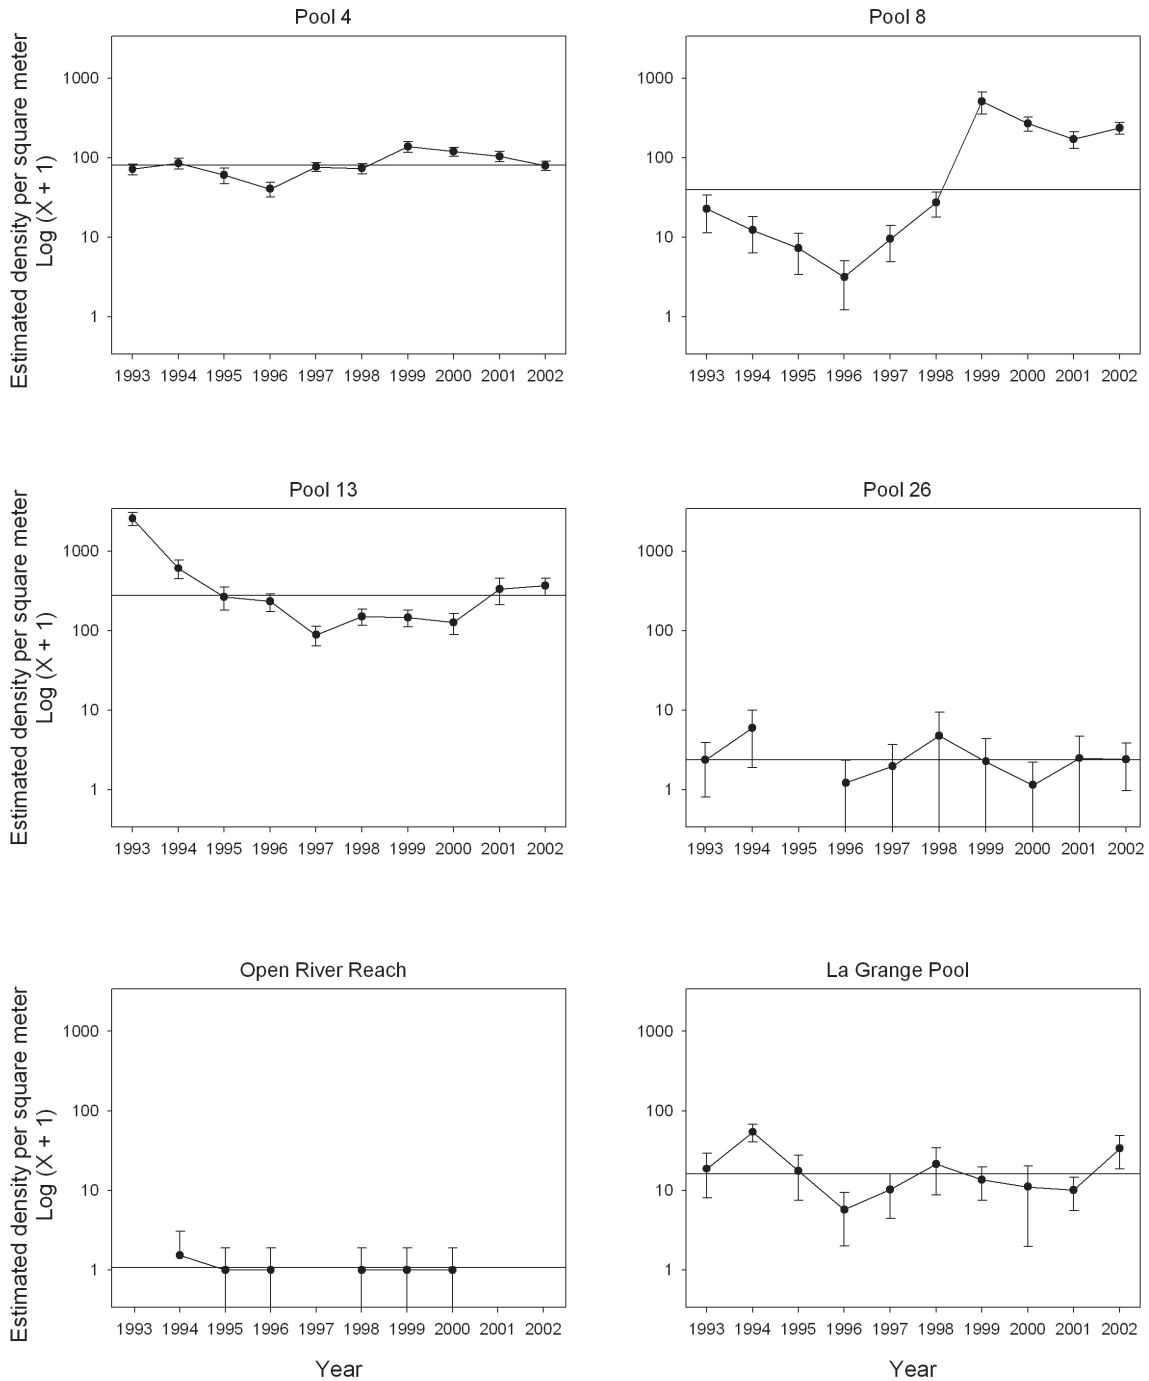 Pool 4
Pool 8
Estimated density per square meter
Log (X + 1)
1000
100
10
1
1000
100
10
1
1993 1994 1995 1996 1997 1998 1999 2000 2001 2002
1993 1994 1995 1996 1997 1998 1999 2000 2001 2002
Pool 13
Pool 26
Estimated density per square meter
Log (X + 1)
1000
100
10
1
1000
100
10
1
1993 1994 1995 1996 1997 1998 1999 2000 2001 2002
1993 1994 1995 1996 1997 1998 1999 2000 2001 2002
Open River Reach
La Grange Pool
Estimated density per square meter
Log (X + 1)
1000
100
10
1
1000
100
10
1
1993 1994 1995 1996 1997 1998 1999 2000 2001 2002
1993 1994 1995 1996 1997 1998 1999 2000 2001 2002
Year
Year